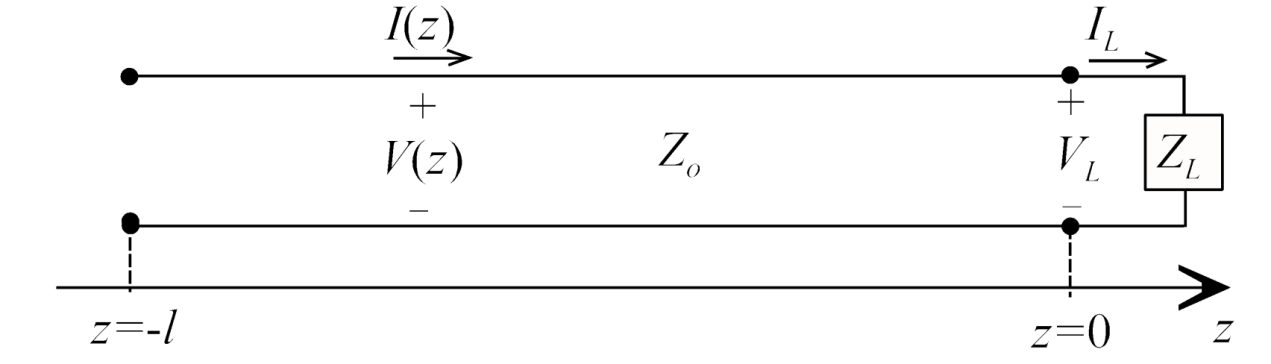 I(z)
I_L
+
+
V(z)
Z_o
V_L
Z_L
–
–
z=-l
z=0
z